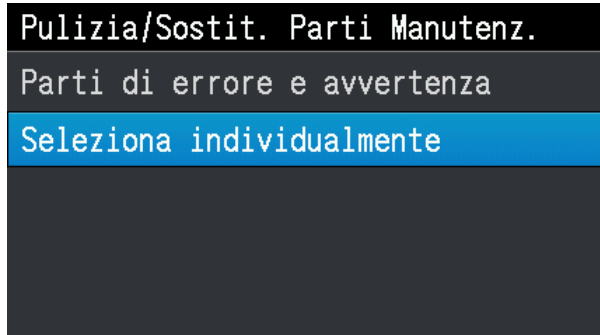 Pulizia/Sostit. Parti Manutenz.
Parti di errore e avvertenza
Seleziona individualmente